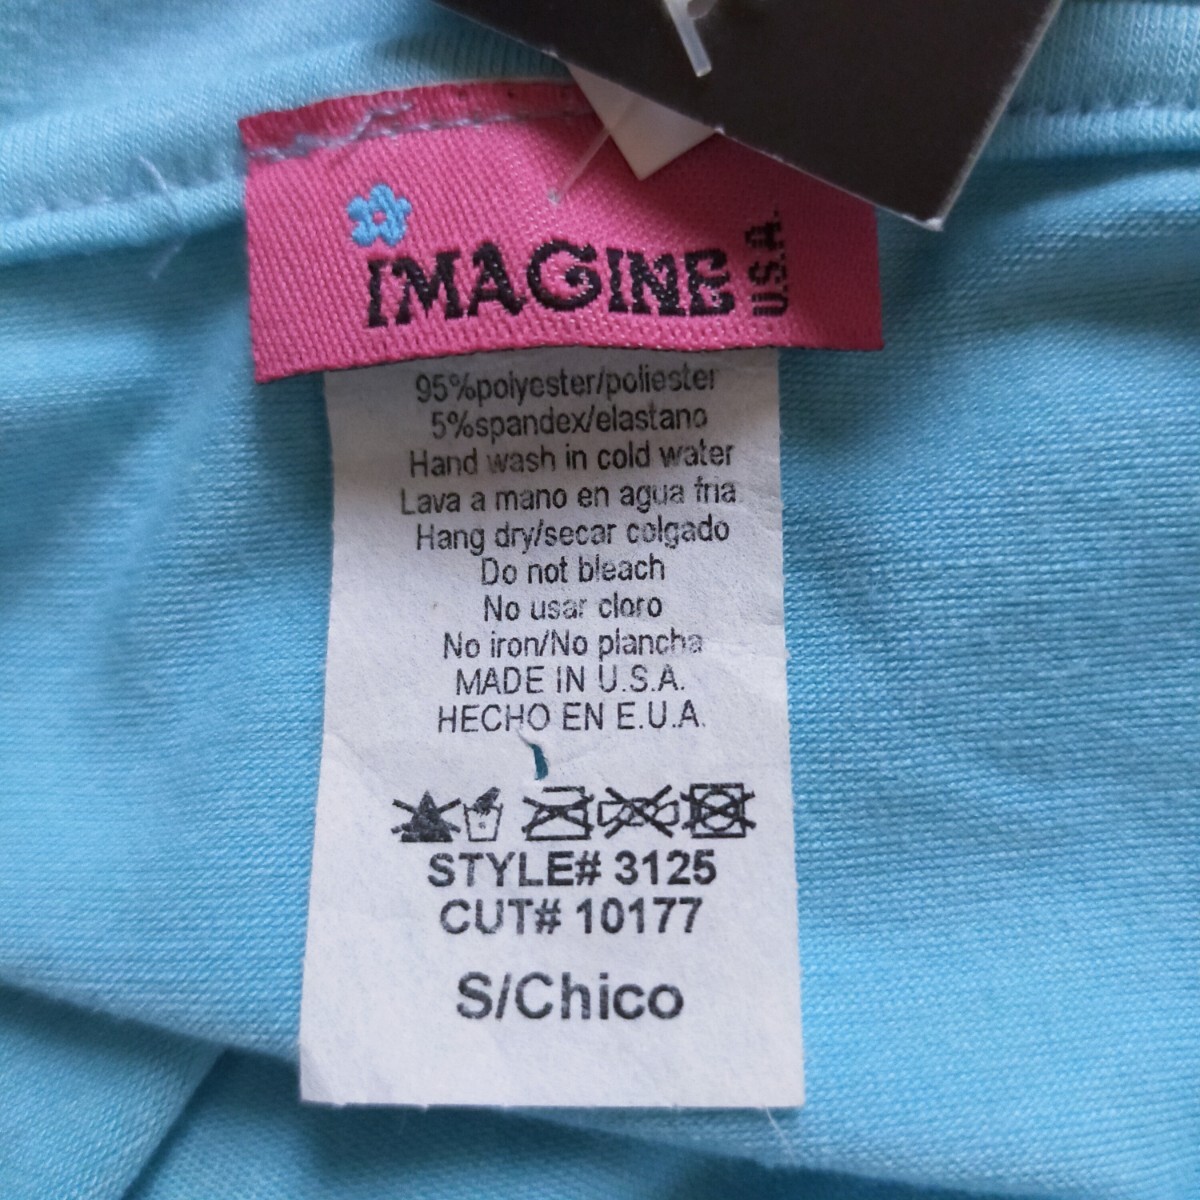 IMAGINE U.S.A.
95%polyester/poliester
5%spandex/elastano
Hand wash in cold water
Lava a mano en agua fria
Hang dry/secar colgado
Do not bleach
No usar cloro
No iron/No plancha
MADE IN U.S.A.
HECHO EN E.U.A.
STYLE# 3125
CUT# 10177
S/Chico